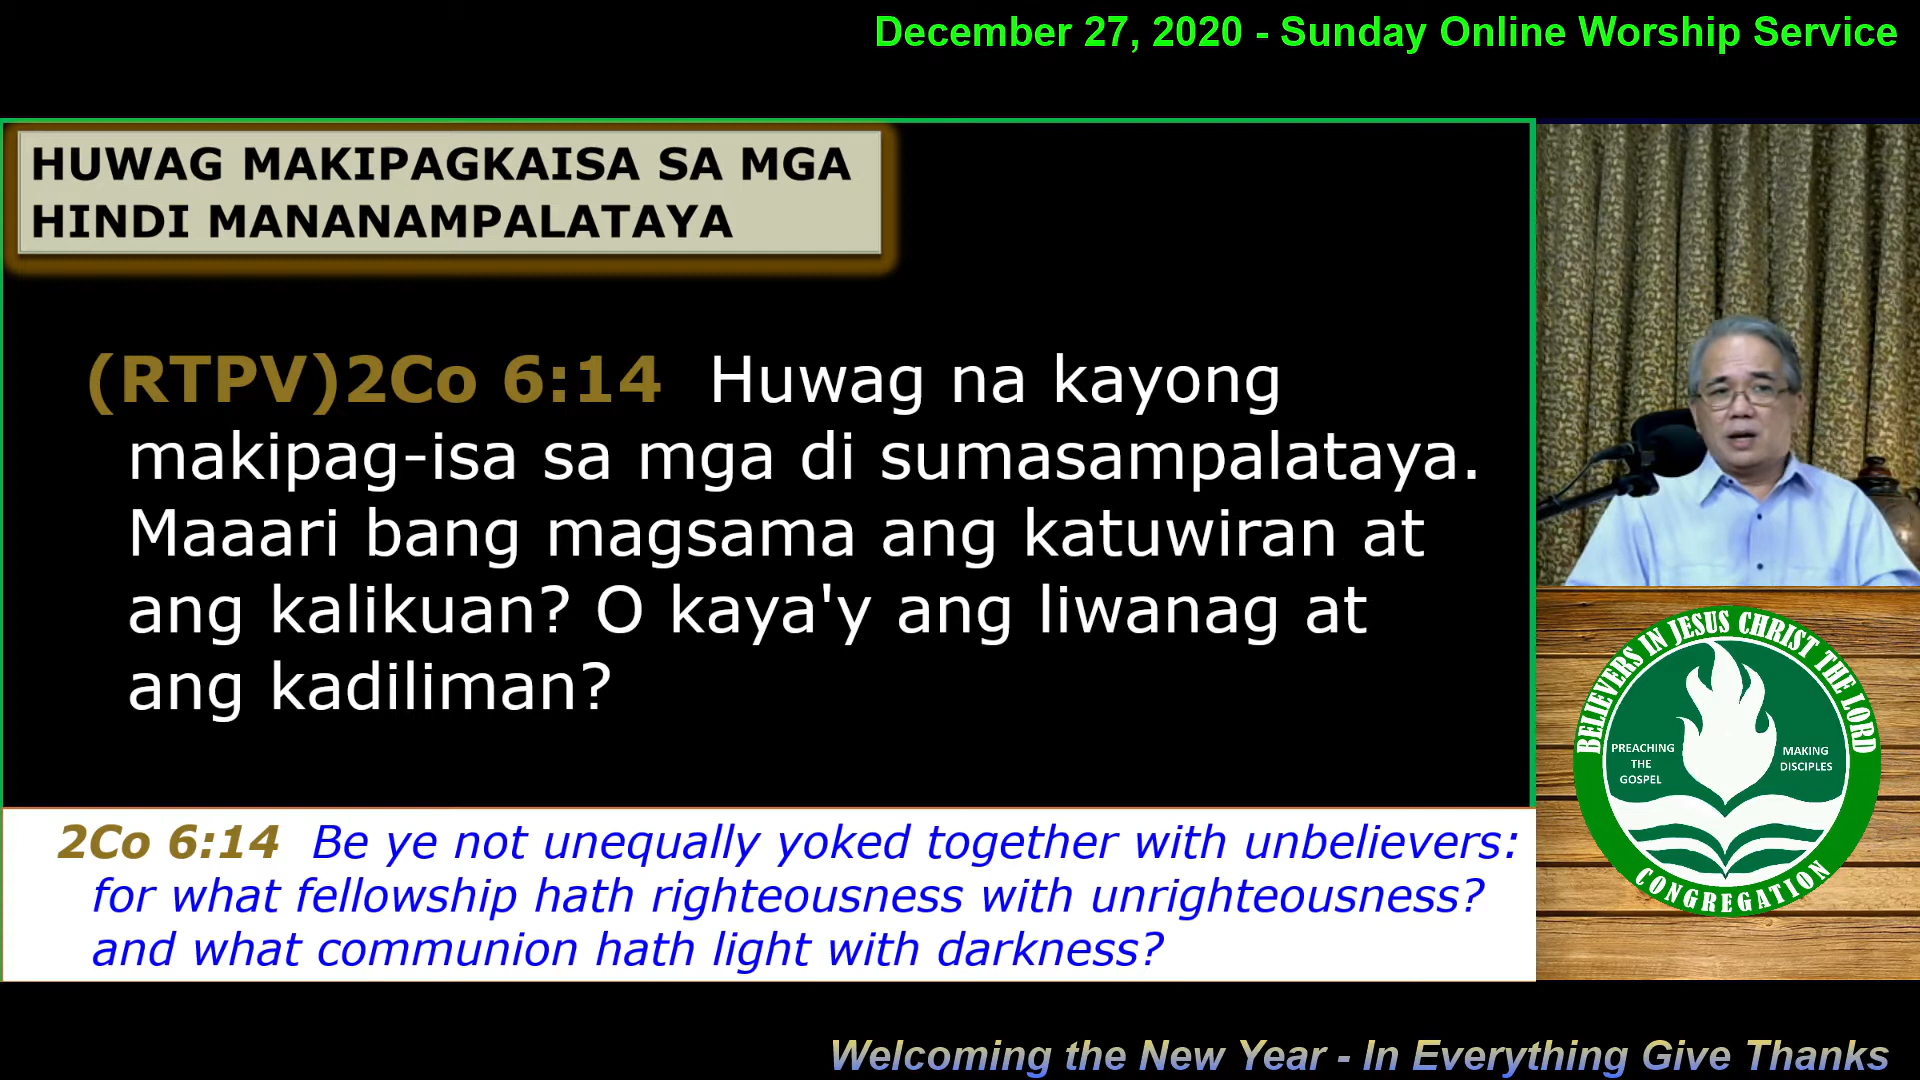 December 27, 2020 - Sunday Online Worship Service
HUWAG MAKIPAGKAISA SA MGA
HINDI MANANAMPALATAYA
(RTPV)2Co 6:14 Huwag na kayong
makipag-isa sa mga di sumasampalataya.
Maaari bang magsama ang katuwiran at
ang kalikuan? O kaya'y ang liwanag at
ang kadiliman?
2Co 6:14 Be ye not unequally yoked together with unbelievers:
for what fellowship hath righteousness with unrighteousness?
and what communion hath light with darkness?
BELIEVERS IN JESUS CHRIST THE LORD
PREACHING
THE
GOSPEL
MAKING
DISCIPLES
CONGREGATION
Welcoming the New Year - In Everything Give Thanks